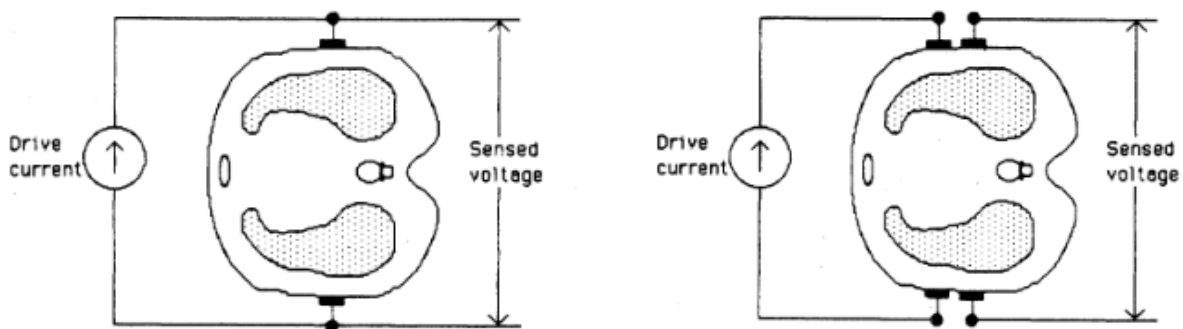 Drive
current
Sensed
voltage
Drive
current
Sensed
voltage